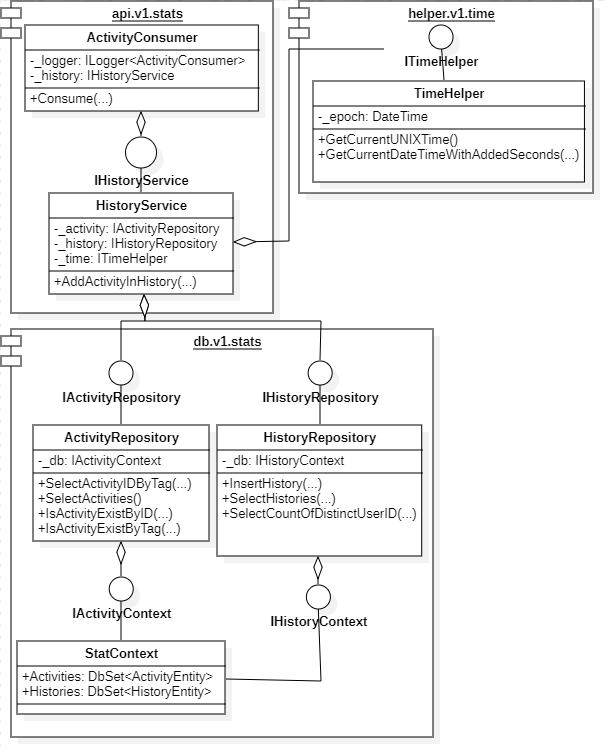 api.v1.stats
ActivityConsumer
-_logger: ILogger<ActivityConsumer>
-_history: IHistoryService
+Consume(...)
IHistoryService
HistoryService
-_activity: IActivityRepository
-_history: IHistoryRepository
-_time: ITimeHelper
+AddActivityInHistory(...)
helper.v1.time
ITimeHelper
TimeHelper
-_epoch: DateTime
+GetCurrentUNIXTime()
+GetCurrentDateTimeWithAddedSeconds(...)
db.v1.stats
IActivityRepository
ActivityRepository
-_db: IActivityContext
+SelectActivityIDByTag(...)
+SelectActivities()
+IsActivityExistByID(...)
+IsActivityExistByTag(...)
IHistoryRepository
HistoryRepository
-_db: IHistoryContext
+InsertHistory(...)
+SelectHistories(...)
+SelectCountOfDistinctUserID(...)
IActivityContext
IHistoryContext
StatContext
+Activities: DbSet<ActivityEntity>
+Histories: DbSet<HistoryEntity>